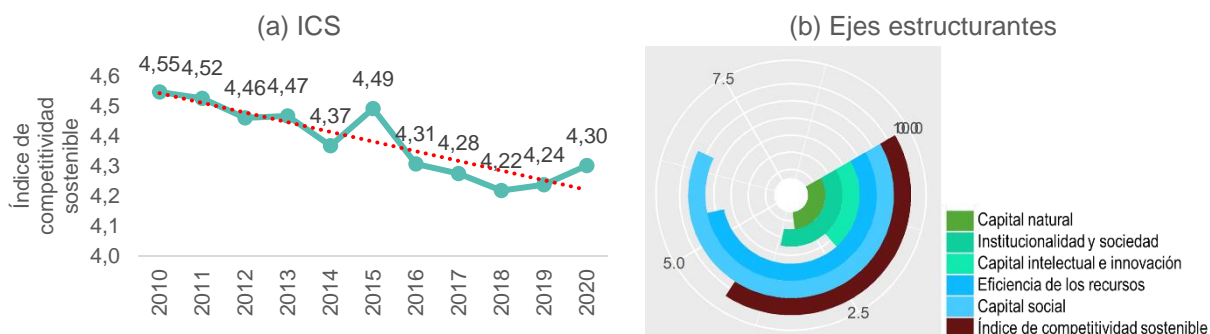 (a) ICS
Índice de
competitividad
sostenible
4,6
4,5
4,4
4,3
4,2
4,1
4,0
4,55
4,52
4,46
4,47
4,37
4,49
4,31
4,28
4,22
4,24
4,30
2010
2011
2012
2013
2014
2015
2016
2017
2018
2019
2020
(b) Ejes estructurantes
7.5
5.0
2.5
Capital natural
Institucionalidad y sociedad
Capital intelectual e innovación
Eficiencia de los recursos
Capital social
Índice de competitividad sostenible